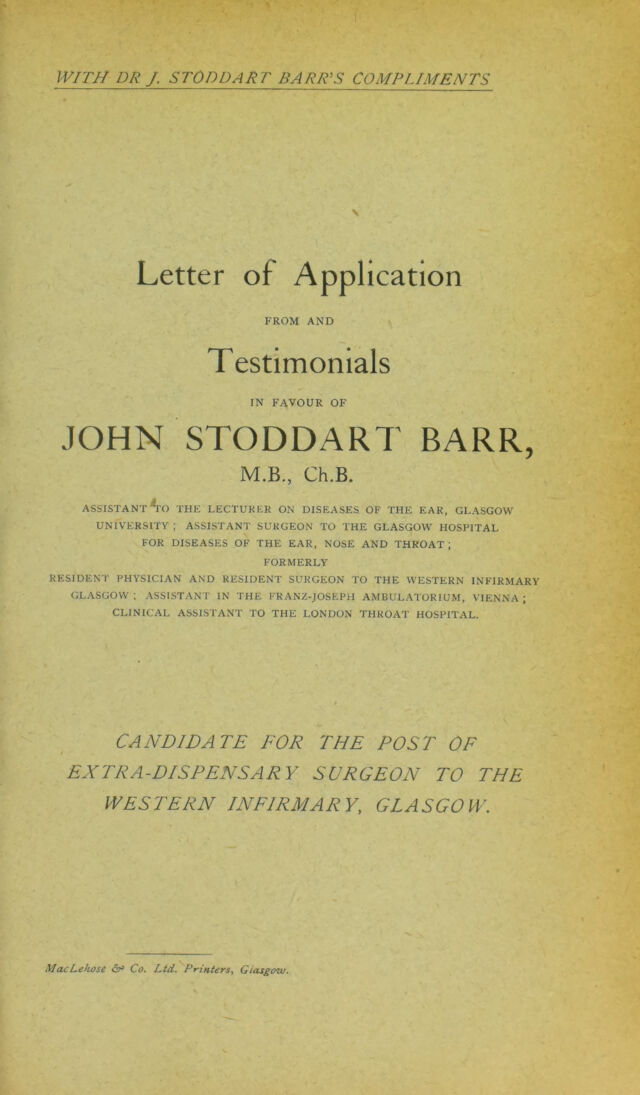 WITH DR J. STODDART BARR'S COMPLIMENTS
Letter of Application
FROM AND
Testimonials
IN FAVOUR OF
JOHN STODDART BARR,
M.B., Ch.B.
ASSISTANT TO THE LECTURER ON DISEASES OF THE EAR, GLASGOW
UNIVERSITY; ASSISTANT SURGEON TO THE GLASGOW HOSPITAL
FOR DISEASES OF THE EAR, NOSE AND THROAT;
FORMERLY
RESIDENT PHYSICIAN AND RESIDENT SURGEON TO THE WESTERN INFIRMARY
GLASGOW; ASSISTANT IN THE FRANZ-JOSEPH AMBULATORIUM, VIENNA;
CLINICAL ASSISTANT TO THE LONDON THROAT HOSPITAL.
CANDIDATE FOR THE POST OF
EXTRA-DISPENSARY SURGEON TO THE
WESTERN INFIRMARY, GLASGOW.
MacLehose & Co. Ltd. Printers, Glasgow.